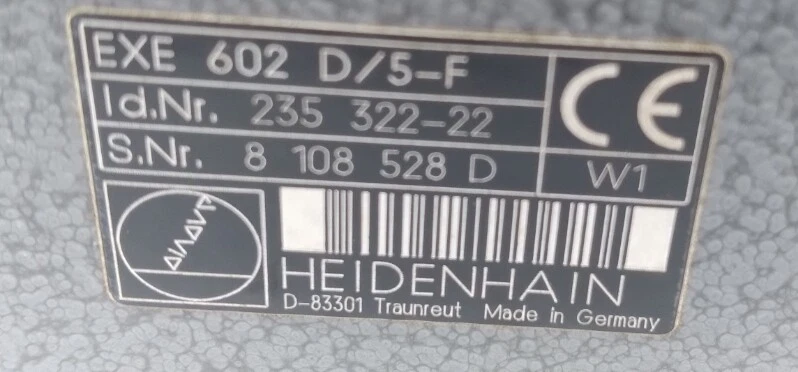 EXE 602 D/5-F
Id.Nr. 235 322-22
S.Nr. 8 108 528 D
CE
W1
HEIDENHAIN
D-83301 Traunreut Made in Germany